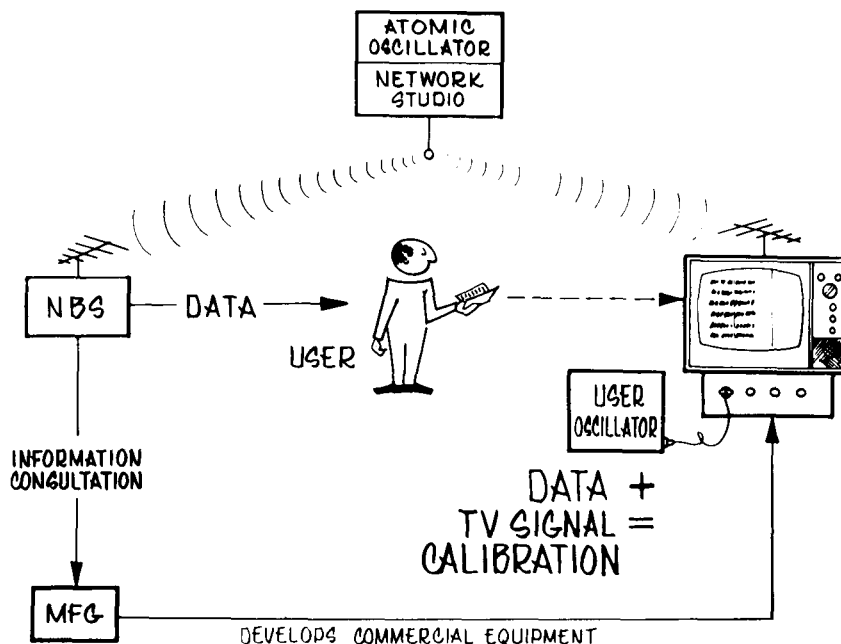 ATOMIC
OSCILLATOR
NETWORK
STUDIO
NBS
DATA
USER
USER
OSCILLATOR
INFORMATION
CONSULTATION
DATA +
TV SIGNAL =
CALIBRATION
MFG
DEVELOPS COMMERCIAL EQUIPMENT